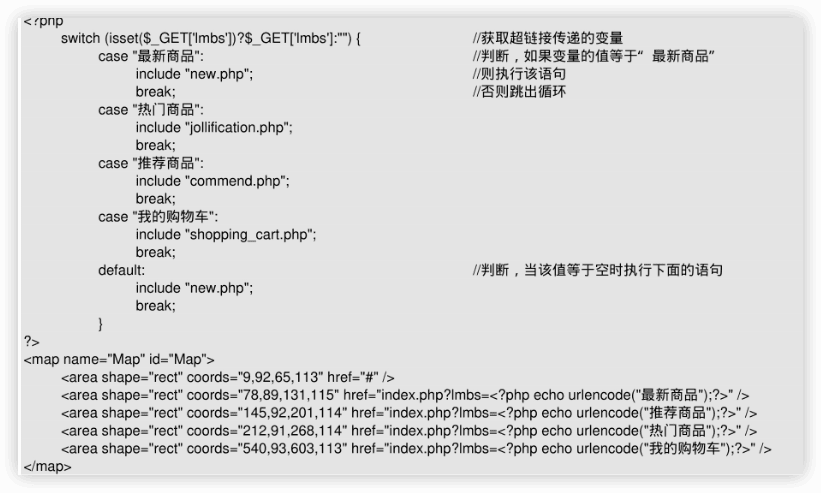 <?php
switch (isset($_GET['lmbs'])?$_GET['lmbs']:"") { //获取超链接传递的变量
case "最新商品": //判断，如果变量的值等于“最新商品”
include "new.php"; //则执行该语句
break; //否则跳出循环
case "热门商品":
include "jollification.php";
break;
case "推荐商品":
include "commend.php";
break;
case "我的购物车":
include "shopping_cart.php";
break;
default: //判断，当该值等于空时执行下面的语句
include "new.php";
break;
}
?>
<map name="Map" id="Map">
<area shape="rect" coords="9,92,65,113" href="#" />
<area shape="rect" coords="78,89,131,115" href="index.php?lmbs=<?php echo urlencode("最新商品");?>" />
<area shape="rect" coords="145,92,201,114" href="index.php?lmbs=<?php echo urlencode("推荐商品");?>" />
<area shape="rect" coords="212,91,268,114" href="index.php?lmbs=<?php echo urlencode("热门商品");?>" />
<area shape="rect" coords="540,93,603,113" href="index.php?lmbs=<?php echo urlencode("我的购物车");?>" />
</map>